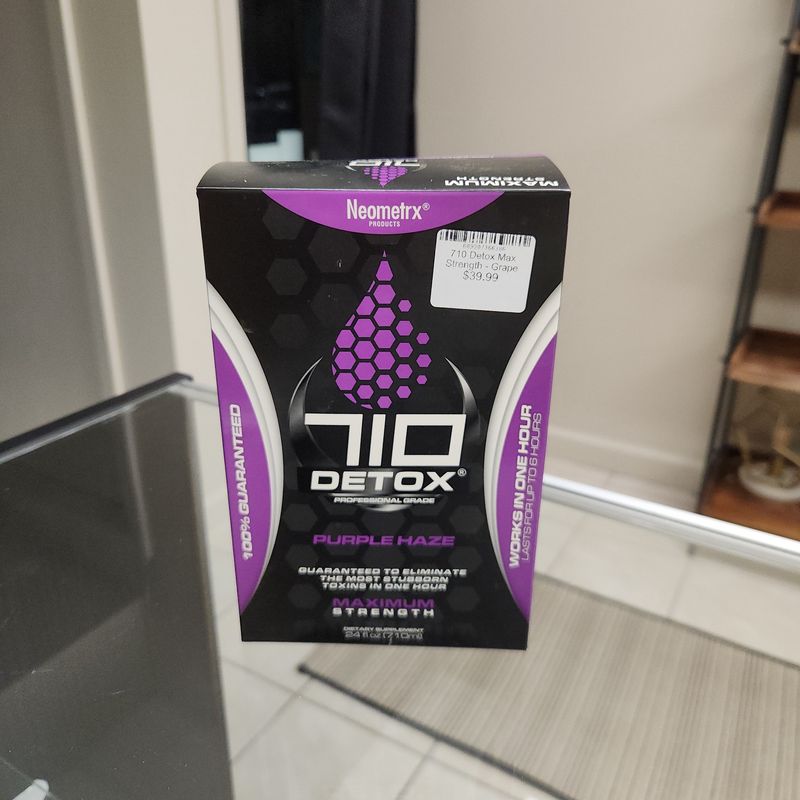 710
MAXIMUM
STRENGTH
Neometrx®
PRODUCTS
710 Detox Max
Strength - Grape
$39.99
710
DETOX®
PROFESSIONAL GRADE
PURPLE HAZE
GUARANTEED TO ELIMINATE
THE MOST STUBBORN
TOXINS IN ONE HOUR
MAXIMUM
STRENGTH
DIETARY SUPPLEMENT
24 fl oz (710ml)
100% GUARANTEED
WORKS IN ONE HOUR
LASTS FOR UP TO 6 HOURS